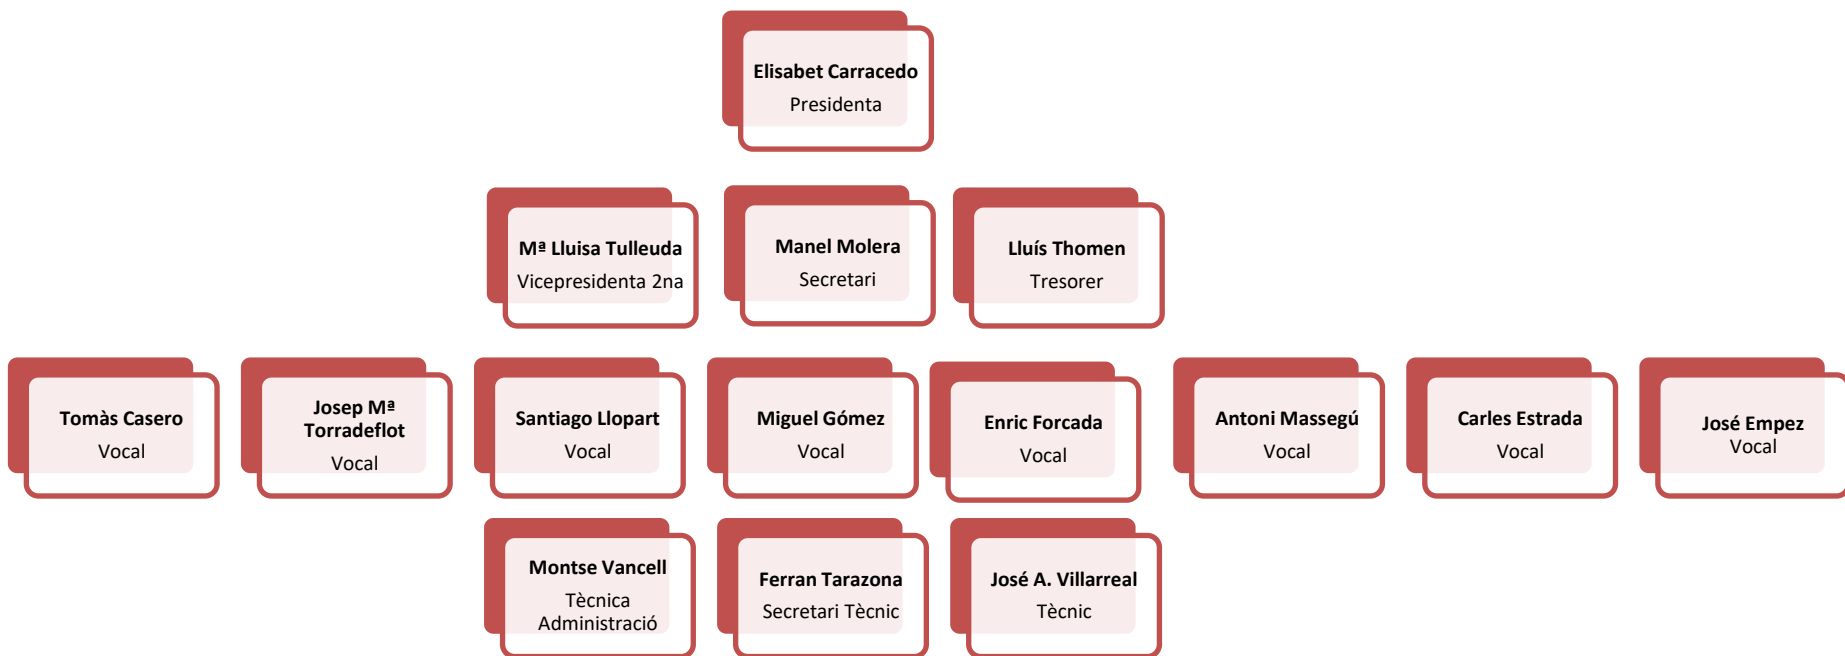 Elisabet Carracedo
Presidenta
Mª Lluisa Tulleuda
Vicepresidenta 2na
Manel Molera
Secretari
Lluís Thomen
Tresorer
Tomàs Casero
Vocal
Josep Mª
Torradeflot
Vocal
Santiago Llopart
Vocal
Miguel Gómez
Vocal
Enric Forcada
Vocal
Antoni Massegú
Vocal
Carles Estrada
Vocal
José Empez
Vocal
Montse Vancell
Tècnica
Administració
Ferran Tarazona
Secretari Tècnic
José A. Villarreal
Tècnic